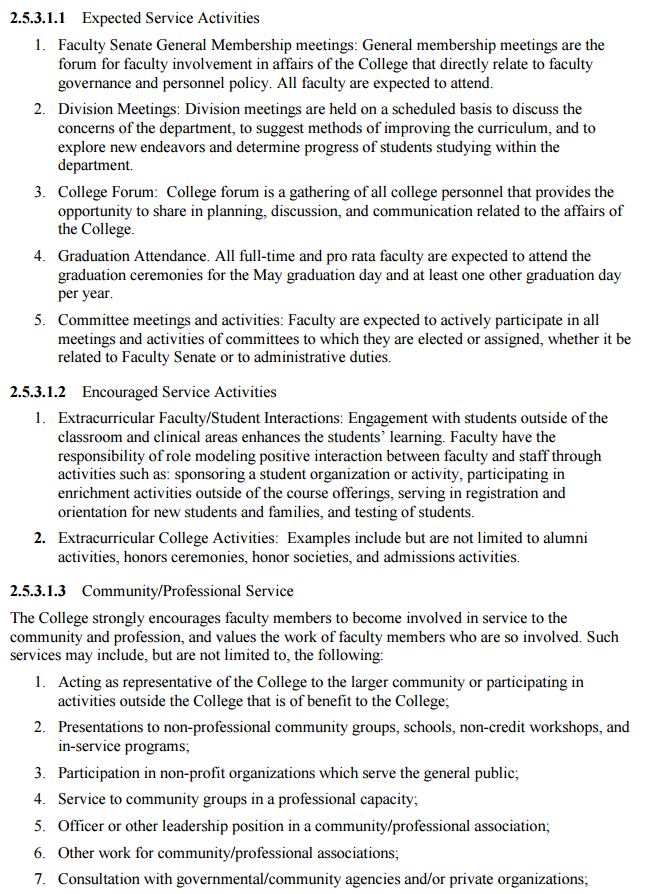 2.5.3.1.1 Expected Service Activities
1. Faculty Senate General Membership meetings: General membership meetings are the
forum for faculty involvement in affairs of the College that directly relate to faculty
governance and personnel policy. All faculty are expected to attend.
2. Division Meetings: Division meetings are held on a scheduled basis to discuss the
concerns of the department, to suggest methods of improving the curriculum, and to
explore new endeavors and determine progress of students studying within the
department.
3. College Forum: College forum is a gathering of all college personnel that provides the
opportunity to share in planning, discussion, and communication related to the affairs of
the College.
4. Graduation Attendance. All full-time and pro rata faculty are expected to attend the
graduation ceremonies for the May graduation day and at least one other graduation day
per year.
5. Committee meetings and activities: Faculty are expected to actively participate in all
meetings and activities of committees to which they are elected or assigned, whether it be
related to Faculty Senate or to administrative duties.
2.5.3.1.2 Encouraged Service Activities
1. Extracurricular Faculty/Student Interactions: Engagement with students outside of the
classroom and clinical areas enhances the students’ learning. Faculty have the
responsibility of role modeling positive interaction between faculty and staff through
activities such as: sponsoring a student organization or activity, participating in
enrichment activities outside of the course offerings, serving in registration and
orientation for new students and families, and testing of students.
2. Extracurricular College Activities: Examples include but are not limited to alumni
activities, honors ceremonies, honor societies, and admissions activities.
2.5.3.1.3 Community/Professional Service
The College strongly encourages faculty members to become involved in service to the
community and profession, and values the work of faculty members who are so involved. Such
services may include, but are not limited to, the following:
1. Acting as representative of the College to the larger community or participating in
activities outside the College that is of benefit to the College;
2. Presentations to non-professional community groups, schools, non-credit workshops, and
in-service programs;
3. Participation in non-profit organizations which serve the general public;
4. Service to community groups in a professional capacity;
5. Officer or other leadership position in a community/professional association;
6. Other work for community/professional associations;
7. Consultation with governmental/community agencies and/or private organizations;